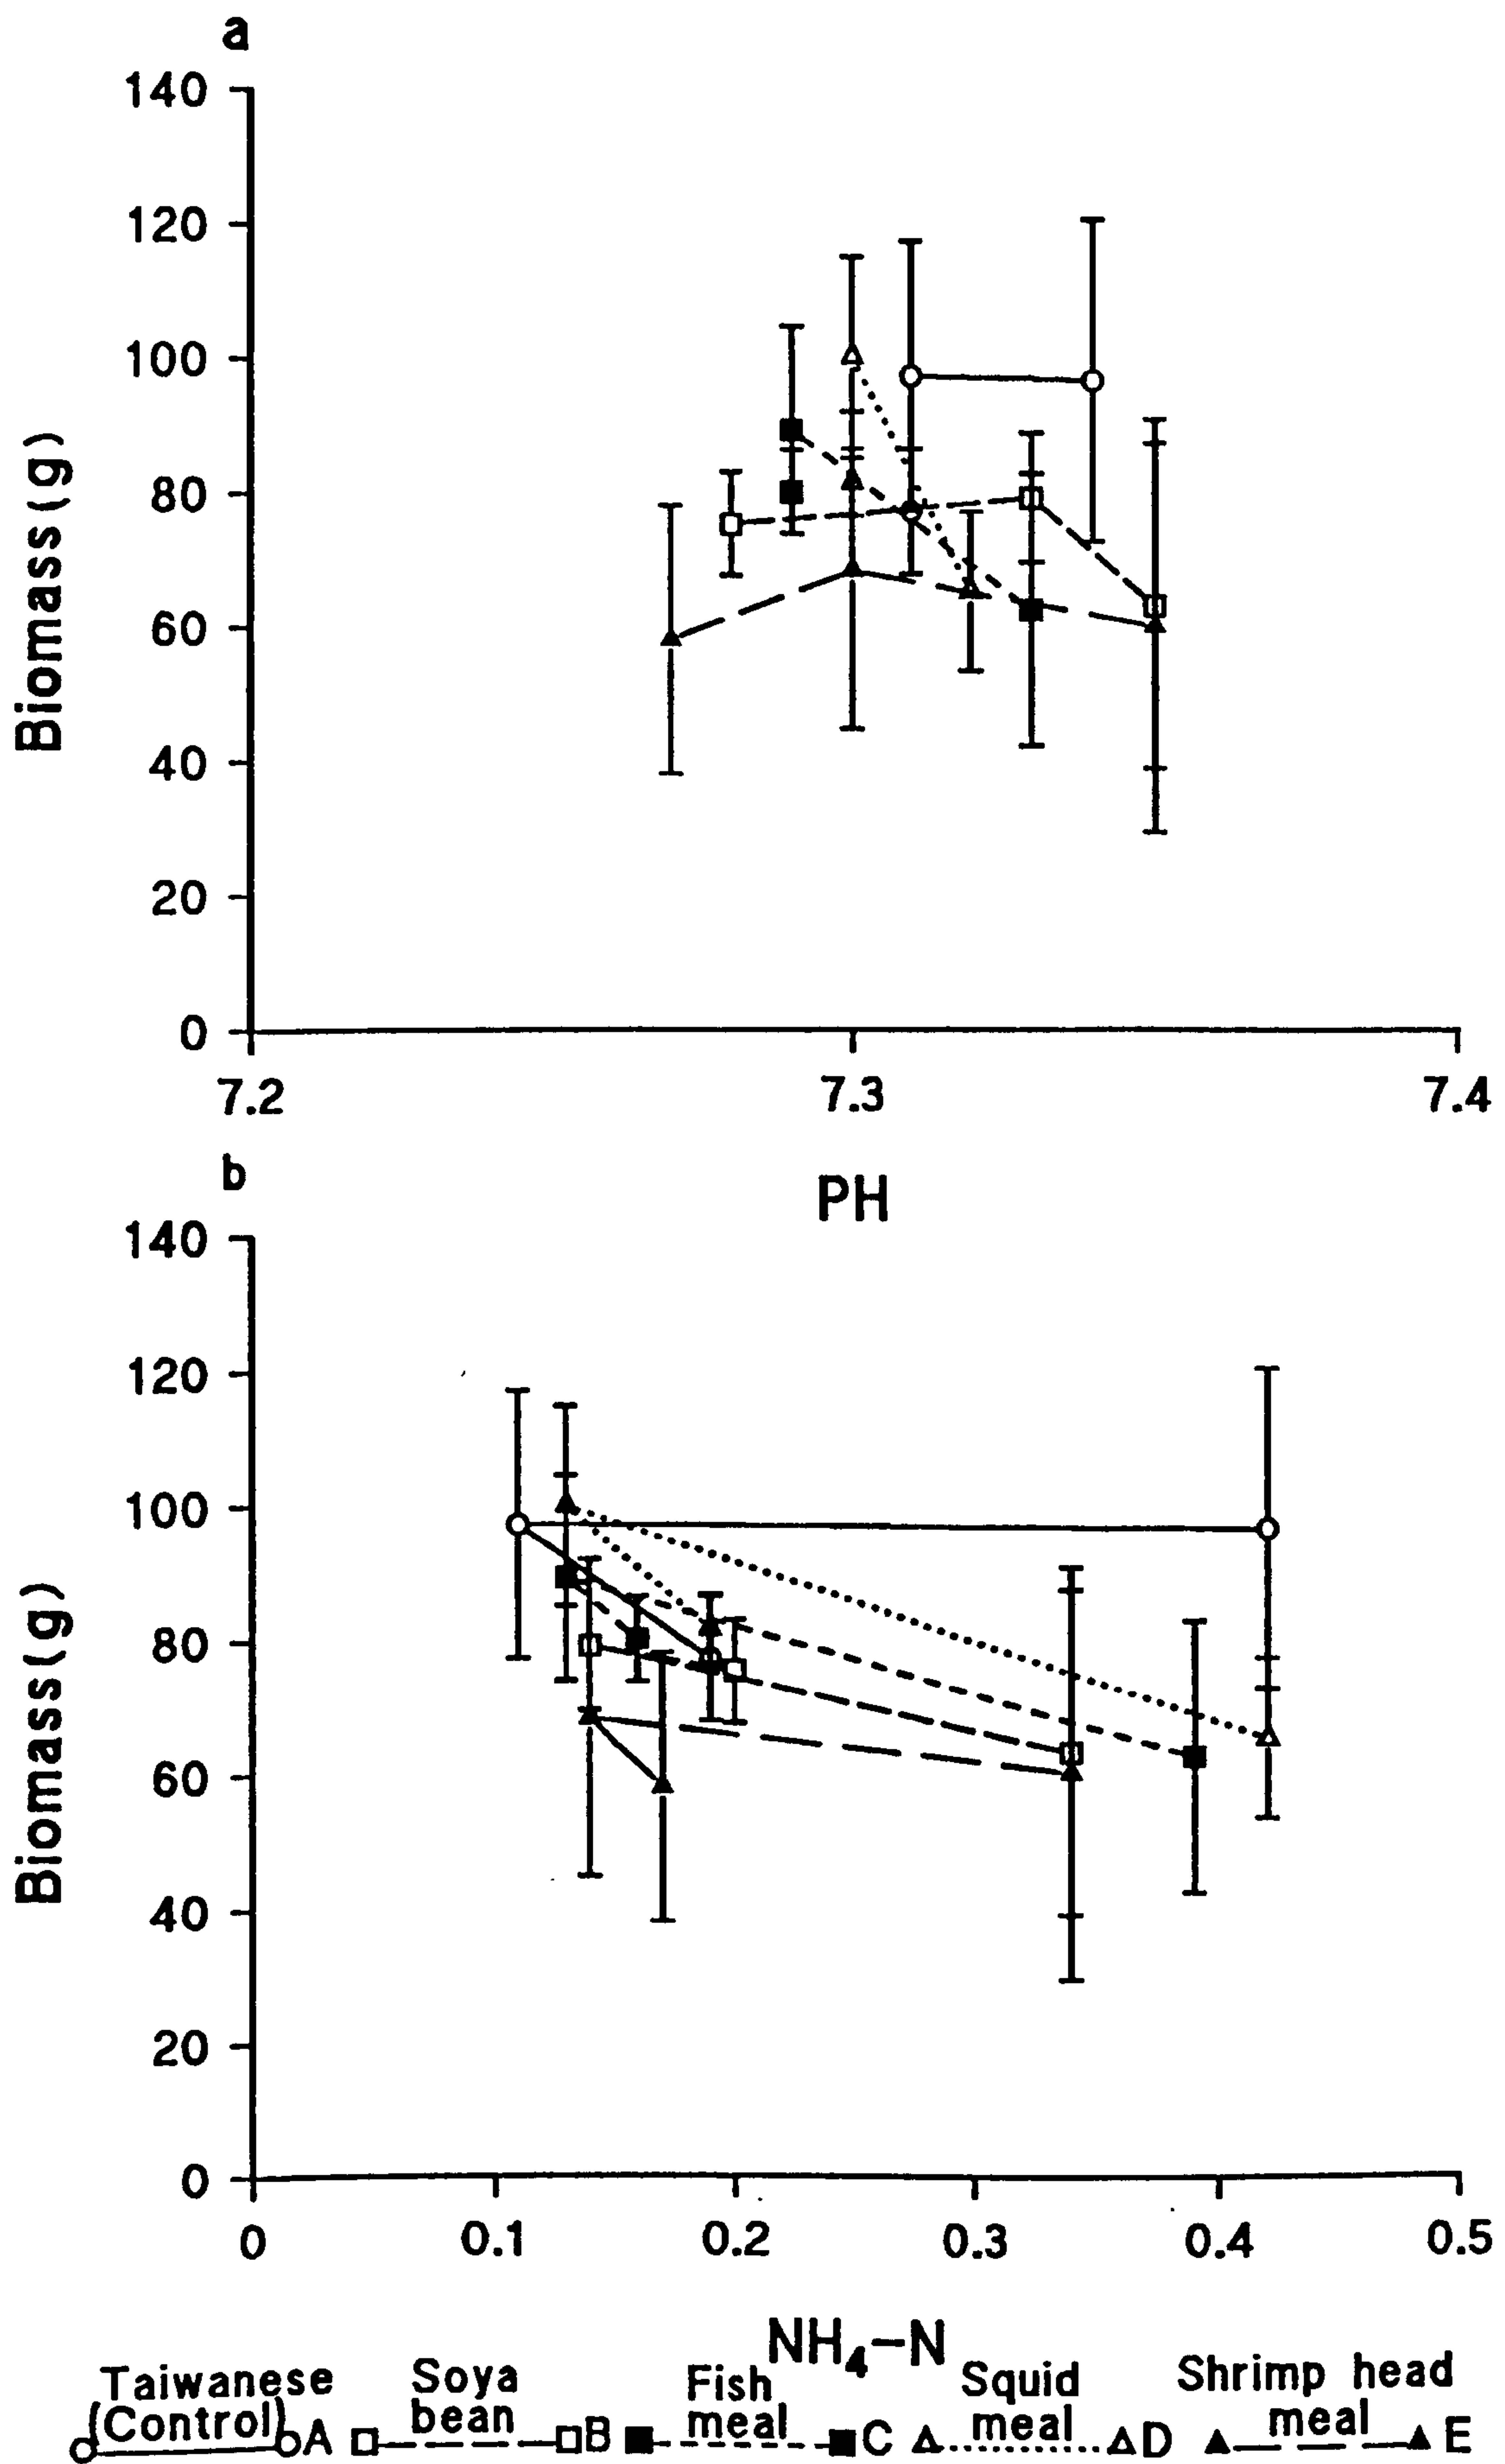 a
140
120
100
80
60
40
20
0
Biomass(g)
7.2 7.3 7.4
PH
b
140
120
100
80
60
40
20
0
Biomass(g)
0 0.1 0.2 0.3 0.4 0.5
NH₄-N
Taiwanese Soya Fish Squid Shrimp head
(Control) A bean B meal C meal D meal E